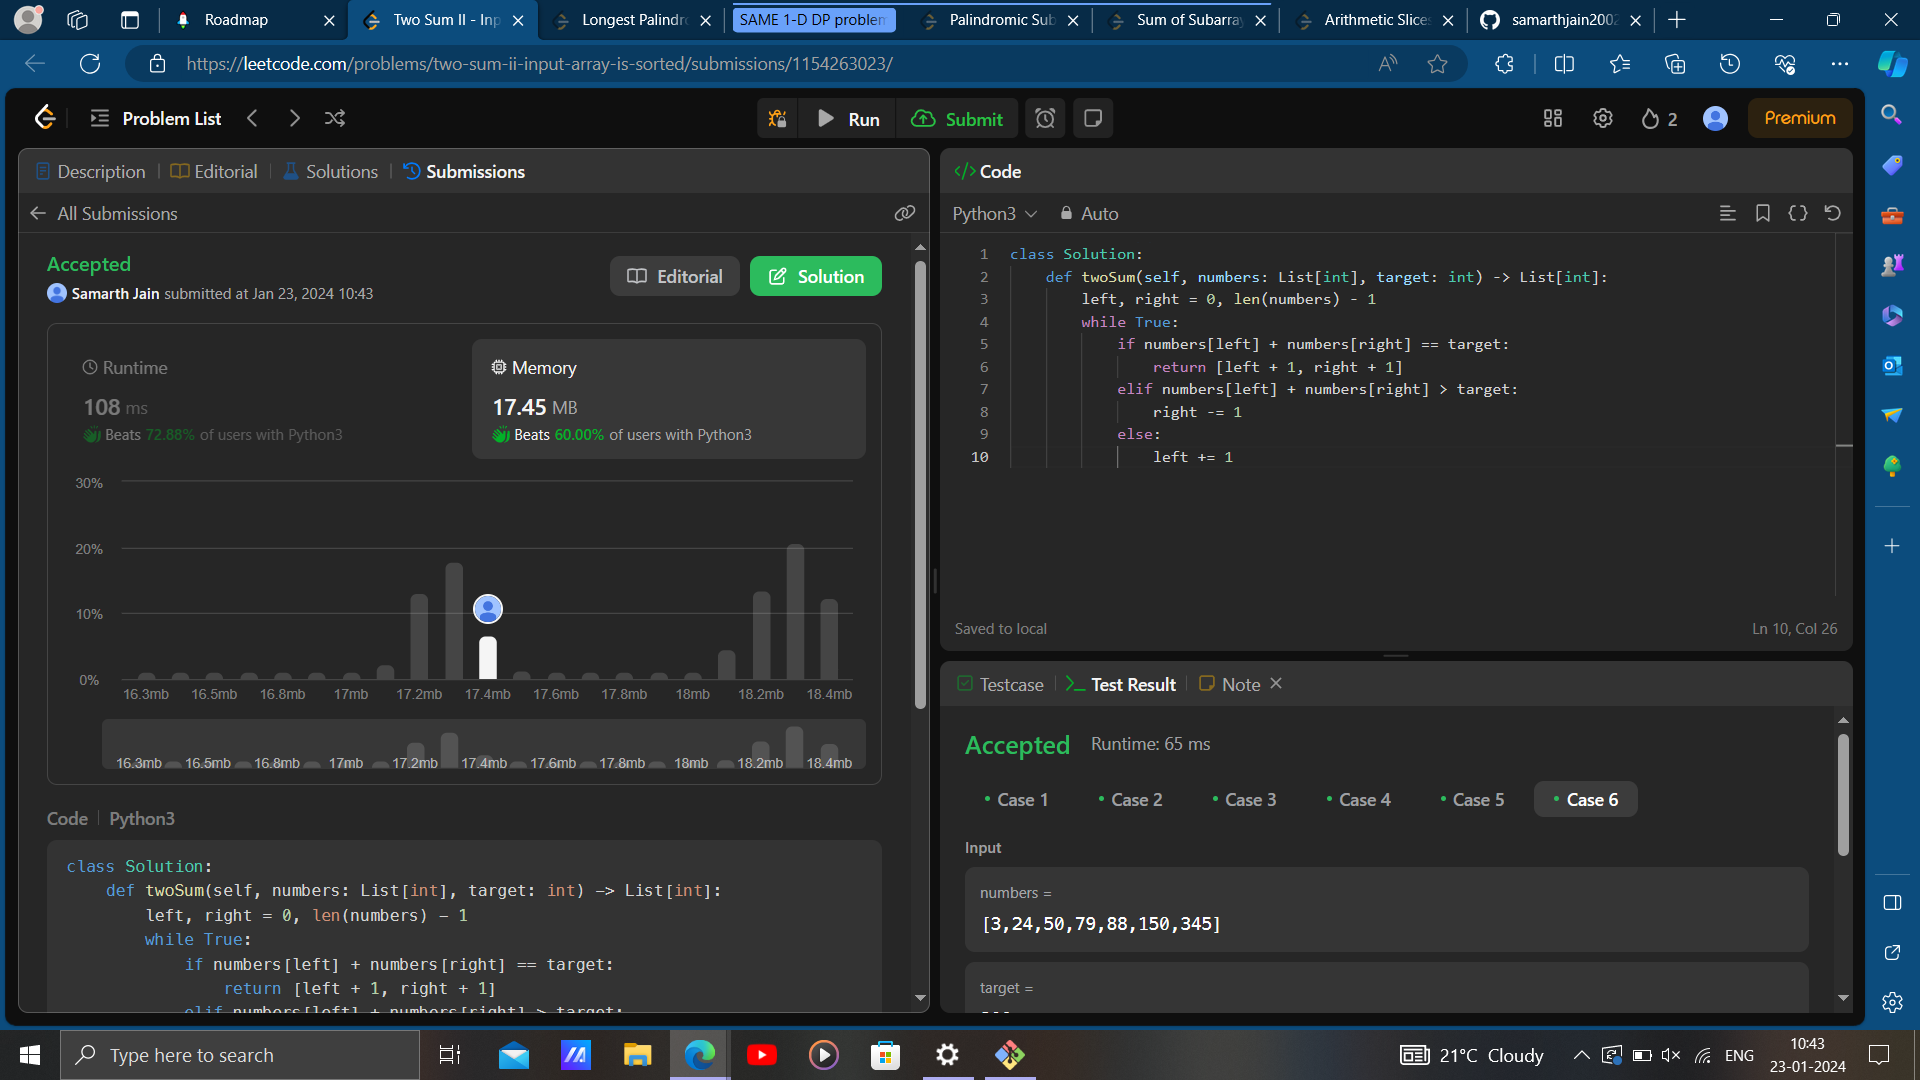 Roadmap
Two Sum II - Inp
Longest Palindr
SAME 1-D DP problem
Palindromic Sub
Sum of Subarray
Arithmetic Slices
samarthjain2002
https://leetcode.com/problems/two-sum-ii-input-array-is-sorted/submissions/1154263023/
Problem List
Run
Submit
2
Premium
Description
Editorial
Solutions
Submissions
All Submissions
Accepted
Samarth Jain submitted at Jan 23, 2024 10:43
Editorial
Solution
Runtime
108 ms
Beats 72.88% of users with Python3
Memory
17.45 MB
Beats 60.00% of users with Python3
30%
20%
10%
0%
16.3mb 16.5mb 16.8mb 17mb 17.2mb 17.4mb 17.6mb 17.8mb 18mb 18.2mb 18.4mb
16.3mb 16.5mb 16.8mb 17mb 17.2mb 17.4mb 17.6mb 17.8mb 18mb 18.2mb 18.4mb
Code | Python3
class Solution:
    def twoSum(self, numbers: List[int], target: int) -> List[int]:
        left, right = 0, len(numbers) - 1
        while True:
            if numbers[left] + numbers[right] == target:
                return [left + 1, right + 1]
            elif numbers[left] + numbers[right] > target:
Code
Python3
Auto
1 class Solution:
2     def twoSum(self, numbers: List[int], target: int) -> List[int]:
3         left, right = 0, len(numbers) - 1
4         while True:
5             if numbers[left] + numbers[right] == target:
6                 return [left + 1, right + 1]
7             elif numbers[left] + numbers[right] > target:
8                 right -= 1
9             else:
10                 left += 1
Saved to local
Ln 10, Col 26
Testcase
Test Result
Note
Accepted
Runtime: 65 ms
Case 1
Case 2
Case 3
Case 4
Case 5
Case 6
Input
numbers =
[3,24,50,79,88,150,345]
target =
Type here to search
21°C Cloudy
ENG
10:43
23-01-2024